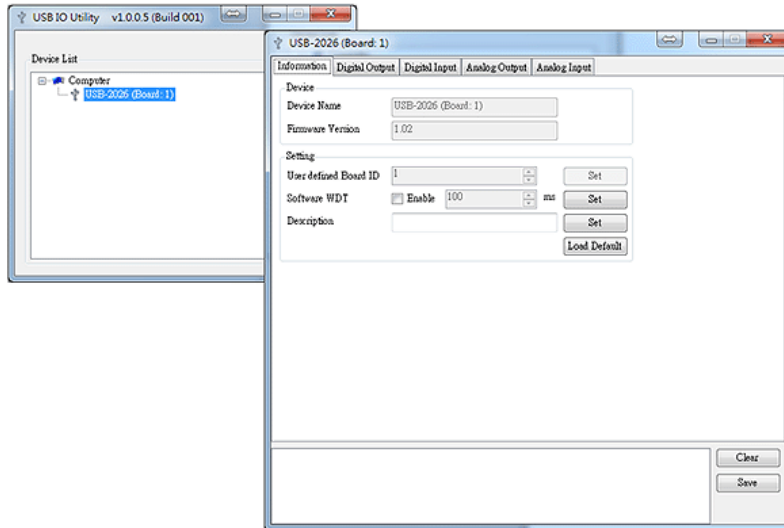 USB IO Utility v1.0.0.5 (Build 001)
Device List
Computer
USB-2026 (Board: 1)
USB-2026 (Board: 1)
Information Digital Output Digital Input Analog Output Analog Input
Device
Device Name USB-2026 (Board: 1)
Firmware Version 1.02
Setting
User defined Board ID 1 Set
Software WDT Enable 100 ms Set
Description Set
Load Default
Clear
Save